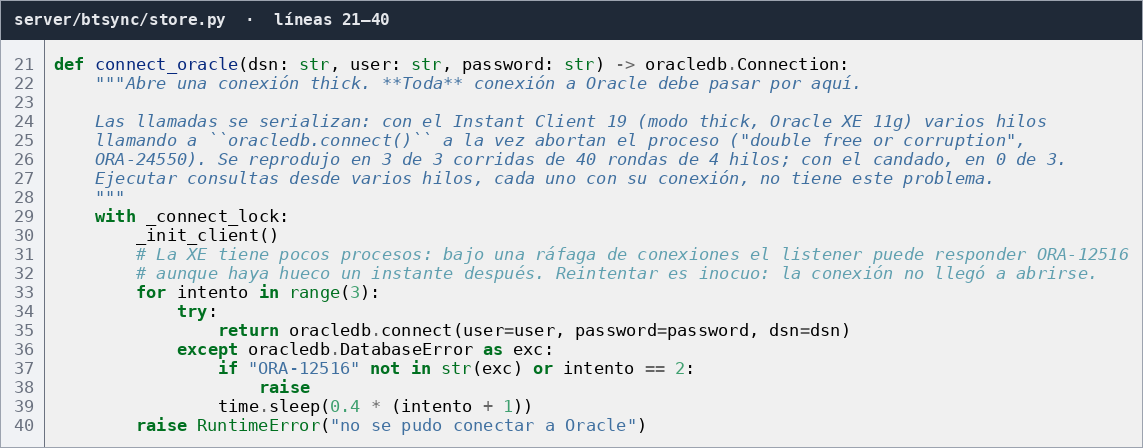 server/btsync/store.py  ·  líneas 21–40
21 def connect_oracle(dsn: str, user: str, password: str) -> oracledb.Connection:
22     """Abre una conexión thick. **Toda** conexión a Oracle debe pasar por aquí.
23
24     Las llamadas se serializan: con el Instant Client 19 (modo thick, Oracle XE 11g) varios hilos
25     llamando a ``oracledb.connect()`` a la vez abortan el proceso ("double free or corruption",
26     ORA-24550). Se reprodujo en 3 de 3 corridas de 40 rondas de 4 hilos; con el candado, en 0 de 3.
27     Ejecutar consultas desde varios hilos, cada uno con su conexión, no tiene este problema.
28     """
29     with _connect_lock:
30         _init_client()
31         # La XE tiene pocos procesos: bajo una ráfaga de conexiones el listener puede responder ORA-12516
32         # aunque haya hueco un instante después. Reintentar es inocuo: la conexión no llegó a abrirse.
33         for intento in range(3):
34             try:
35                 return oracledb.connect(user=user, password=password, dsn=dsn)
36             except oracledb.DatabaseError as exc:
37                 if "ORA-12516" not in str(exc) or intento == 2:
38                     raise
39                 time.sleep(0.4 * (intento + 1))
40         raise RuntimeError("no se pudo conectar a Oracle")